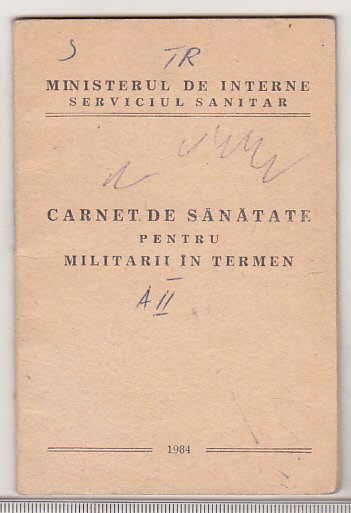 S TR
MINISTERUL DE INTERNE
SERVICIUL SANITAR
CARNET DE SĂNĂTATE
PENTRU
MILITARII ÎN TERMEN
A II
1984